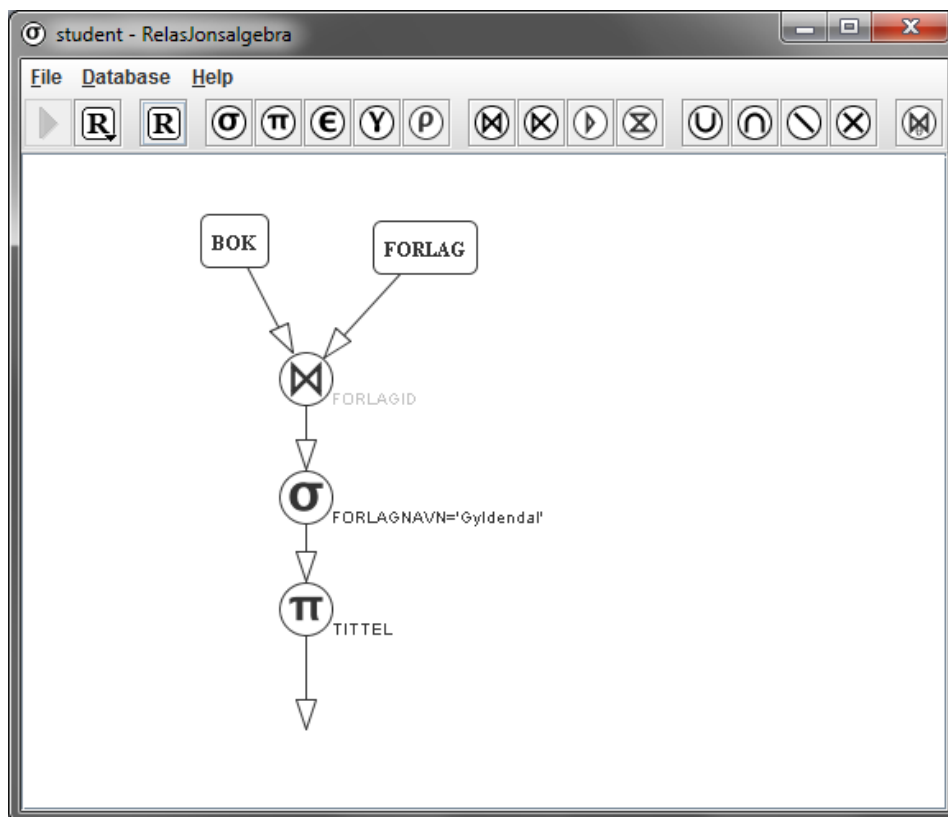 σ student - RelasJonsalgebra
File Database Help
R R σ π ε γ ρ ⋈ ⋉ ▷ ∪ ∩ \ ×
BOK
FORLAG
⋈ FORLAGID
σ FORLAGNAVN='Gyldendal'
π TITTEL